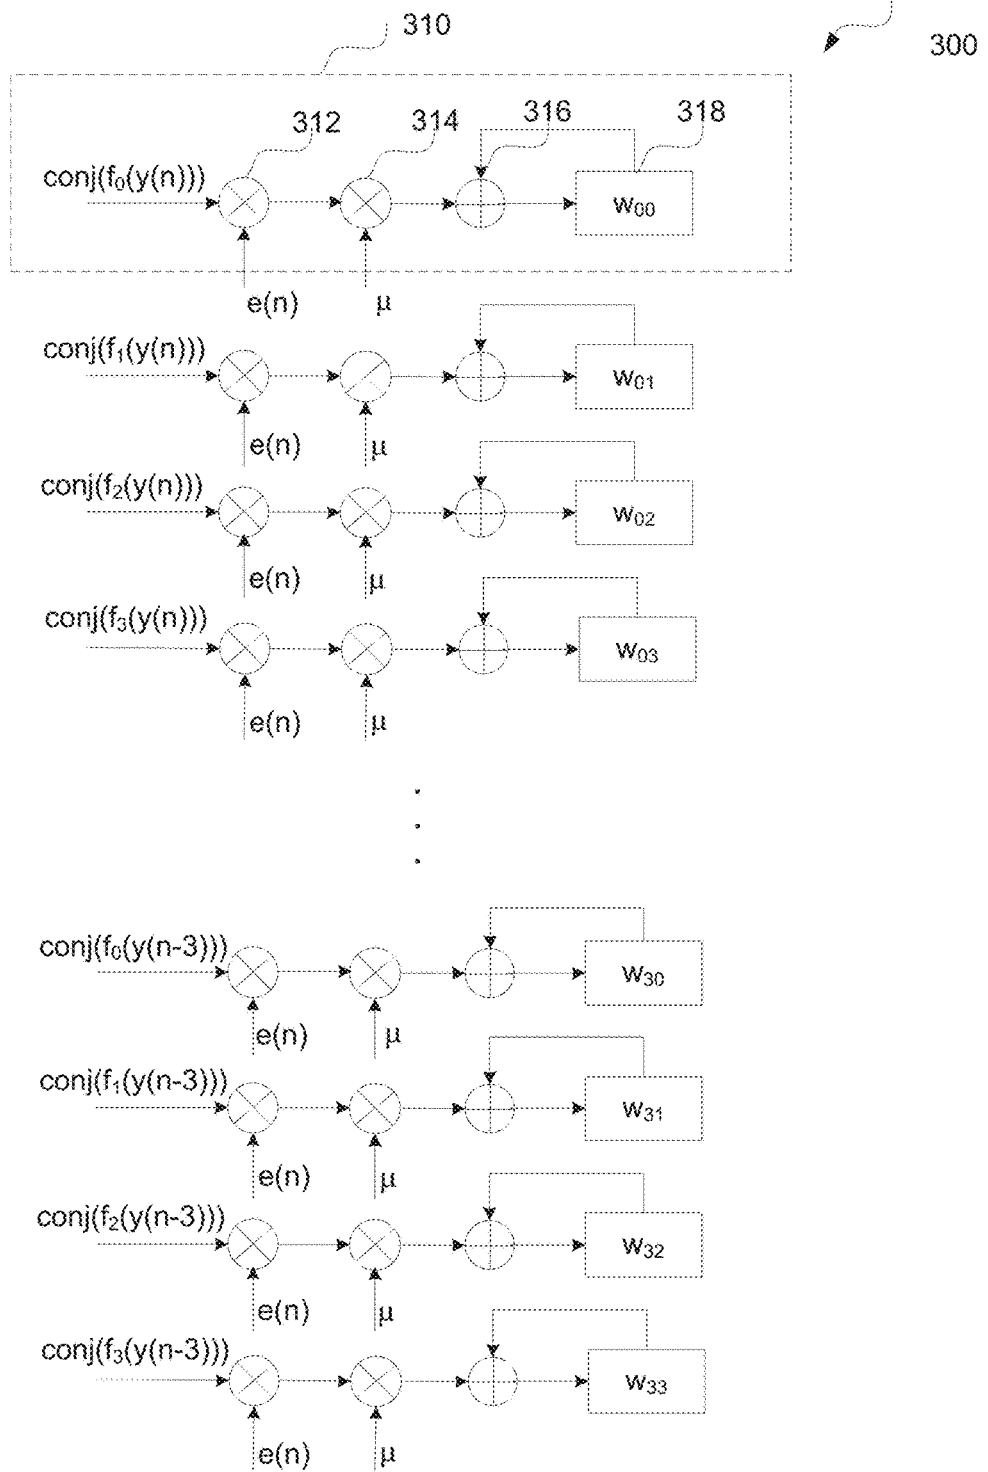 310
300
312
314
316
318
conj(f₀(y(n)))
w₀₀
e(n)
μ
conj(f₁(y(n)))
w₀₁
e(n)
μ
conj(f₂(y(n)))
w₀₂
e(n)
μ
conj(f₃(y(n)))
w₀₃
e(n)
μ
conj(f₀(y(n-3)))
w₃₀
e(n)
μ
conj(f₁(y(n-3)))
w₃₁
e(n)
μ
conj(f₂(y(n-3)))
w₃₂
e(n)
μ
conj(f₃(y(n-3)))
w₃₃
e(n)
μ